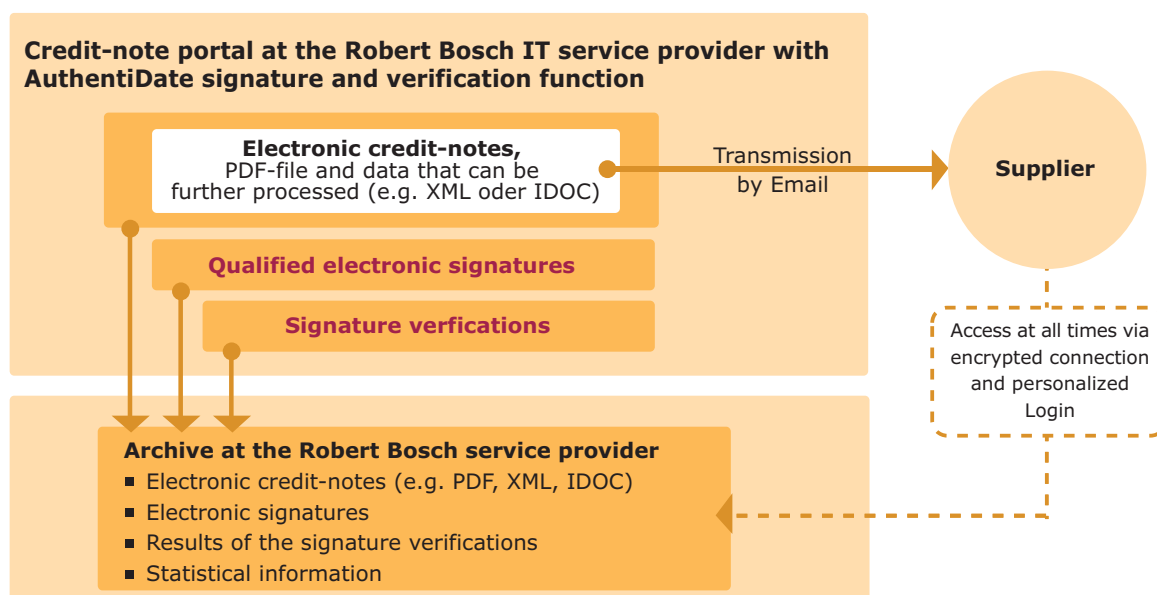 Credit-note portal at the Robert Bosch IT service provider with
AuthentiDate signature and verification function
Electronic credit-notes,
PDF-file and data that can be
further processed (e.g. XML oder IDOC)
Transmission
by Email
Supplier
Qualified electronic signatures
Signature verfications
Access at all times via
encrypted connection
and personalized
Login
Archive at the Robert Bosch service provider
▪ Electronic credit-notes (e.g. PDF, XML, IDOC)
▪ Electronic signatures
▪ Results of the signature verifications
▪ Statistical information